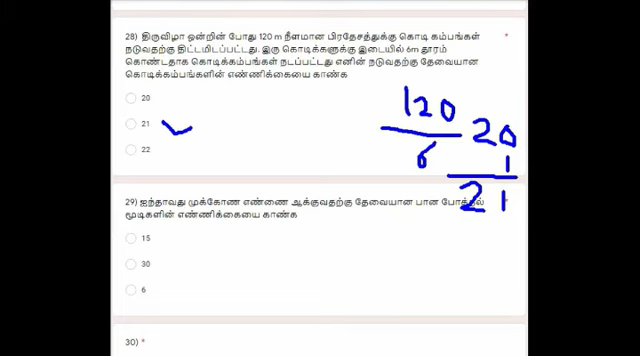 28) திருவிழா ஒன்றின் போது 120 m நீளமான பிரதேசத்துக்கு கொடி கம்பங்கள் *
நடுவதற்கு திட்டமிடப்பட்டது. இரு கொடிக்களுக்கு இடையில் 6m தூரம்
கொண்டதாக கொடிக்கம்பங்கள் நடப்பட்டது எனின் நடுவதற்கு தேவையான
கொடிக்கம்பங்களின் எண்ணிக்கையை காண்க
20
21
22
120
6
20
1
21
29) ஐந்தாவது முக்கோண எண்ணை ஆக்குவதற்கு தேவையான பான போத்தல் *
மூடிகளின் எண்ணிக்கையை காண்க
15
30
6
30) *